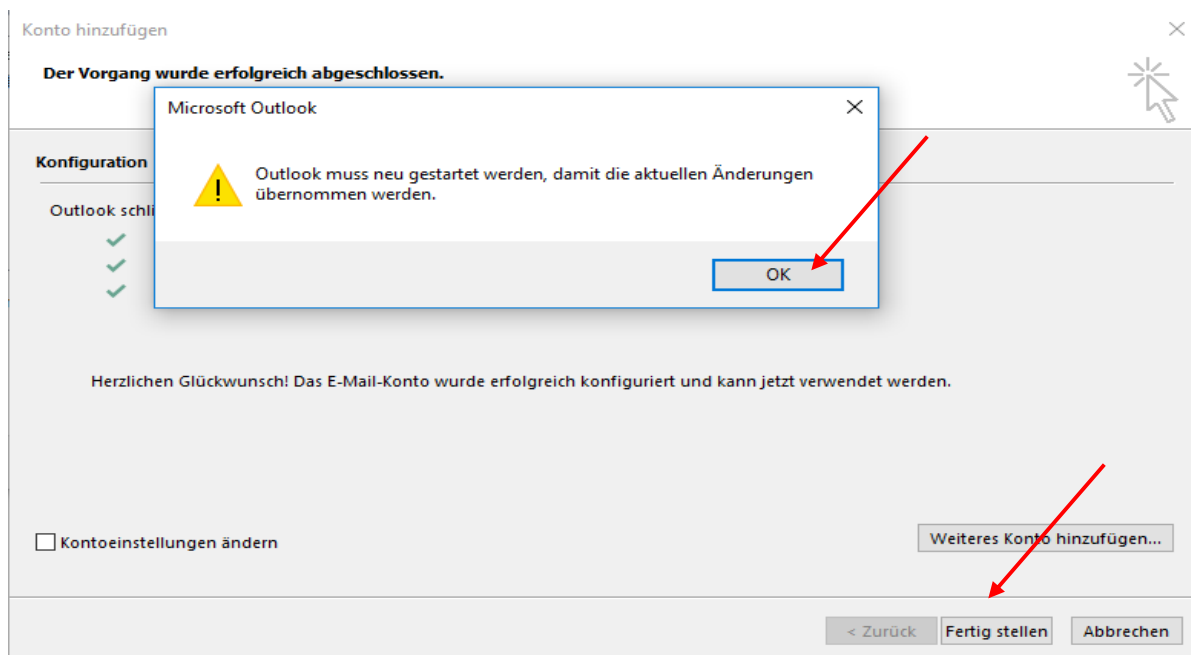 Konto hinzufügen
Der Vorgang wurde erfolgreich abgeschlossen.
Microsoft Outlook
Outlook muss neu gestartet werden, damit die aktuellen Änderungen
übernommen werden.
OK
Konfiguration
Outlook schli
Herzlichen Glückwunsch! Das E-Mail-Konto wurde erfolgreich konfiguriert und kann jetzt verwendet werden.
Kontoeinstellungen ändern
Weiteres Konto hinzufügen...
< Zurück
Fertig stellen
Abbrechen